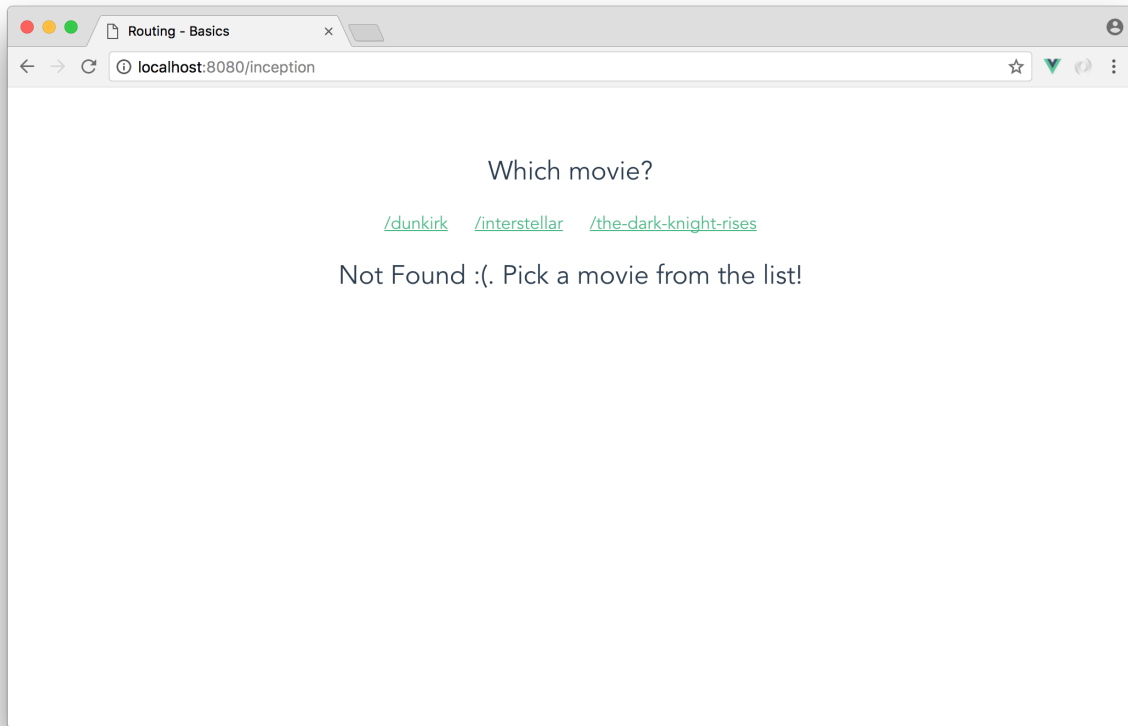 Routing - Basics
localhost:8080/inception
Which movie?
/dunkirk /interstellar /the-dark-knight-rises
Not Found :(. Pick a movie from the list!